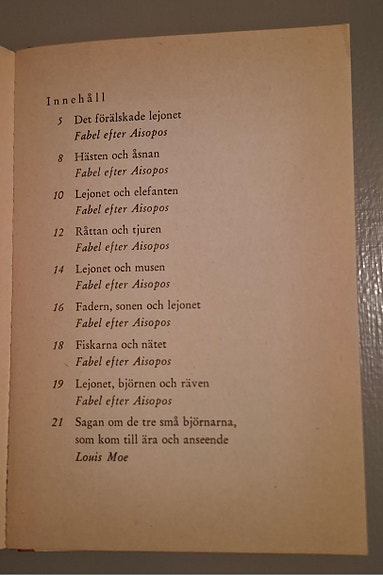 Innehåll
5 Det förälskade lejonet
Fabel efter Aisopos
8 Hästen och åsnan
Fabel efter Aisopos
10 Lejonet och elefanten
Fabel efter Aisopos
12 Råttan och tjuren
Fabel efter Aisopos
14 Lejonet och musen
Fabel efter Aisopos
16 Fadern, sonen och lejonet
Fabel efter Aisopos
18 Fiskarna och nätet
Fabel efter Aisopos
19 Lejonet, björnen och räven
Fabel efter Aisopos
21 Sagan om de tre små björnarna,
som kom till ära och anseende
Louis Moe